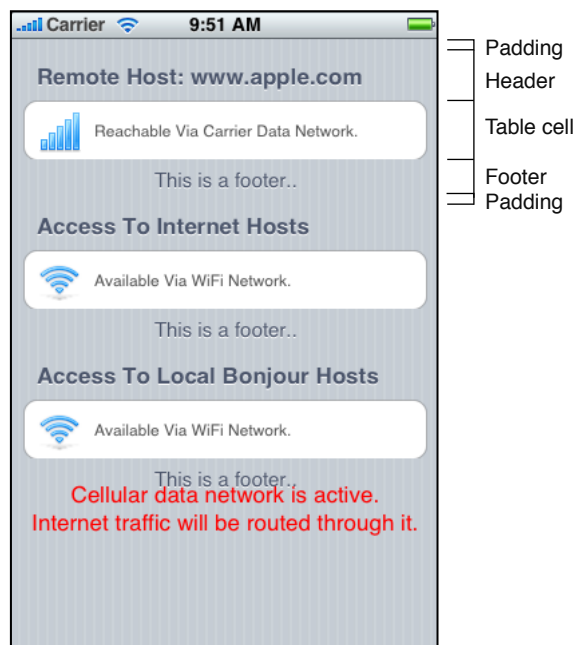 Carrier 9:51 AM
Padding
Remote Host: www.apple.com
Header
Reachable Via Carrier Data Network.
Table cell
This is a footer..
Footer
Padding
Access To Internet Hosts
Available Via WiFi Network.
This is a footer..
Access To Local Bonjour Hosts
Available Via WiFi Network.
This is a footer..
Cellular data network is active.
Internet traffic will be routed through it.